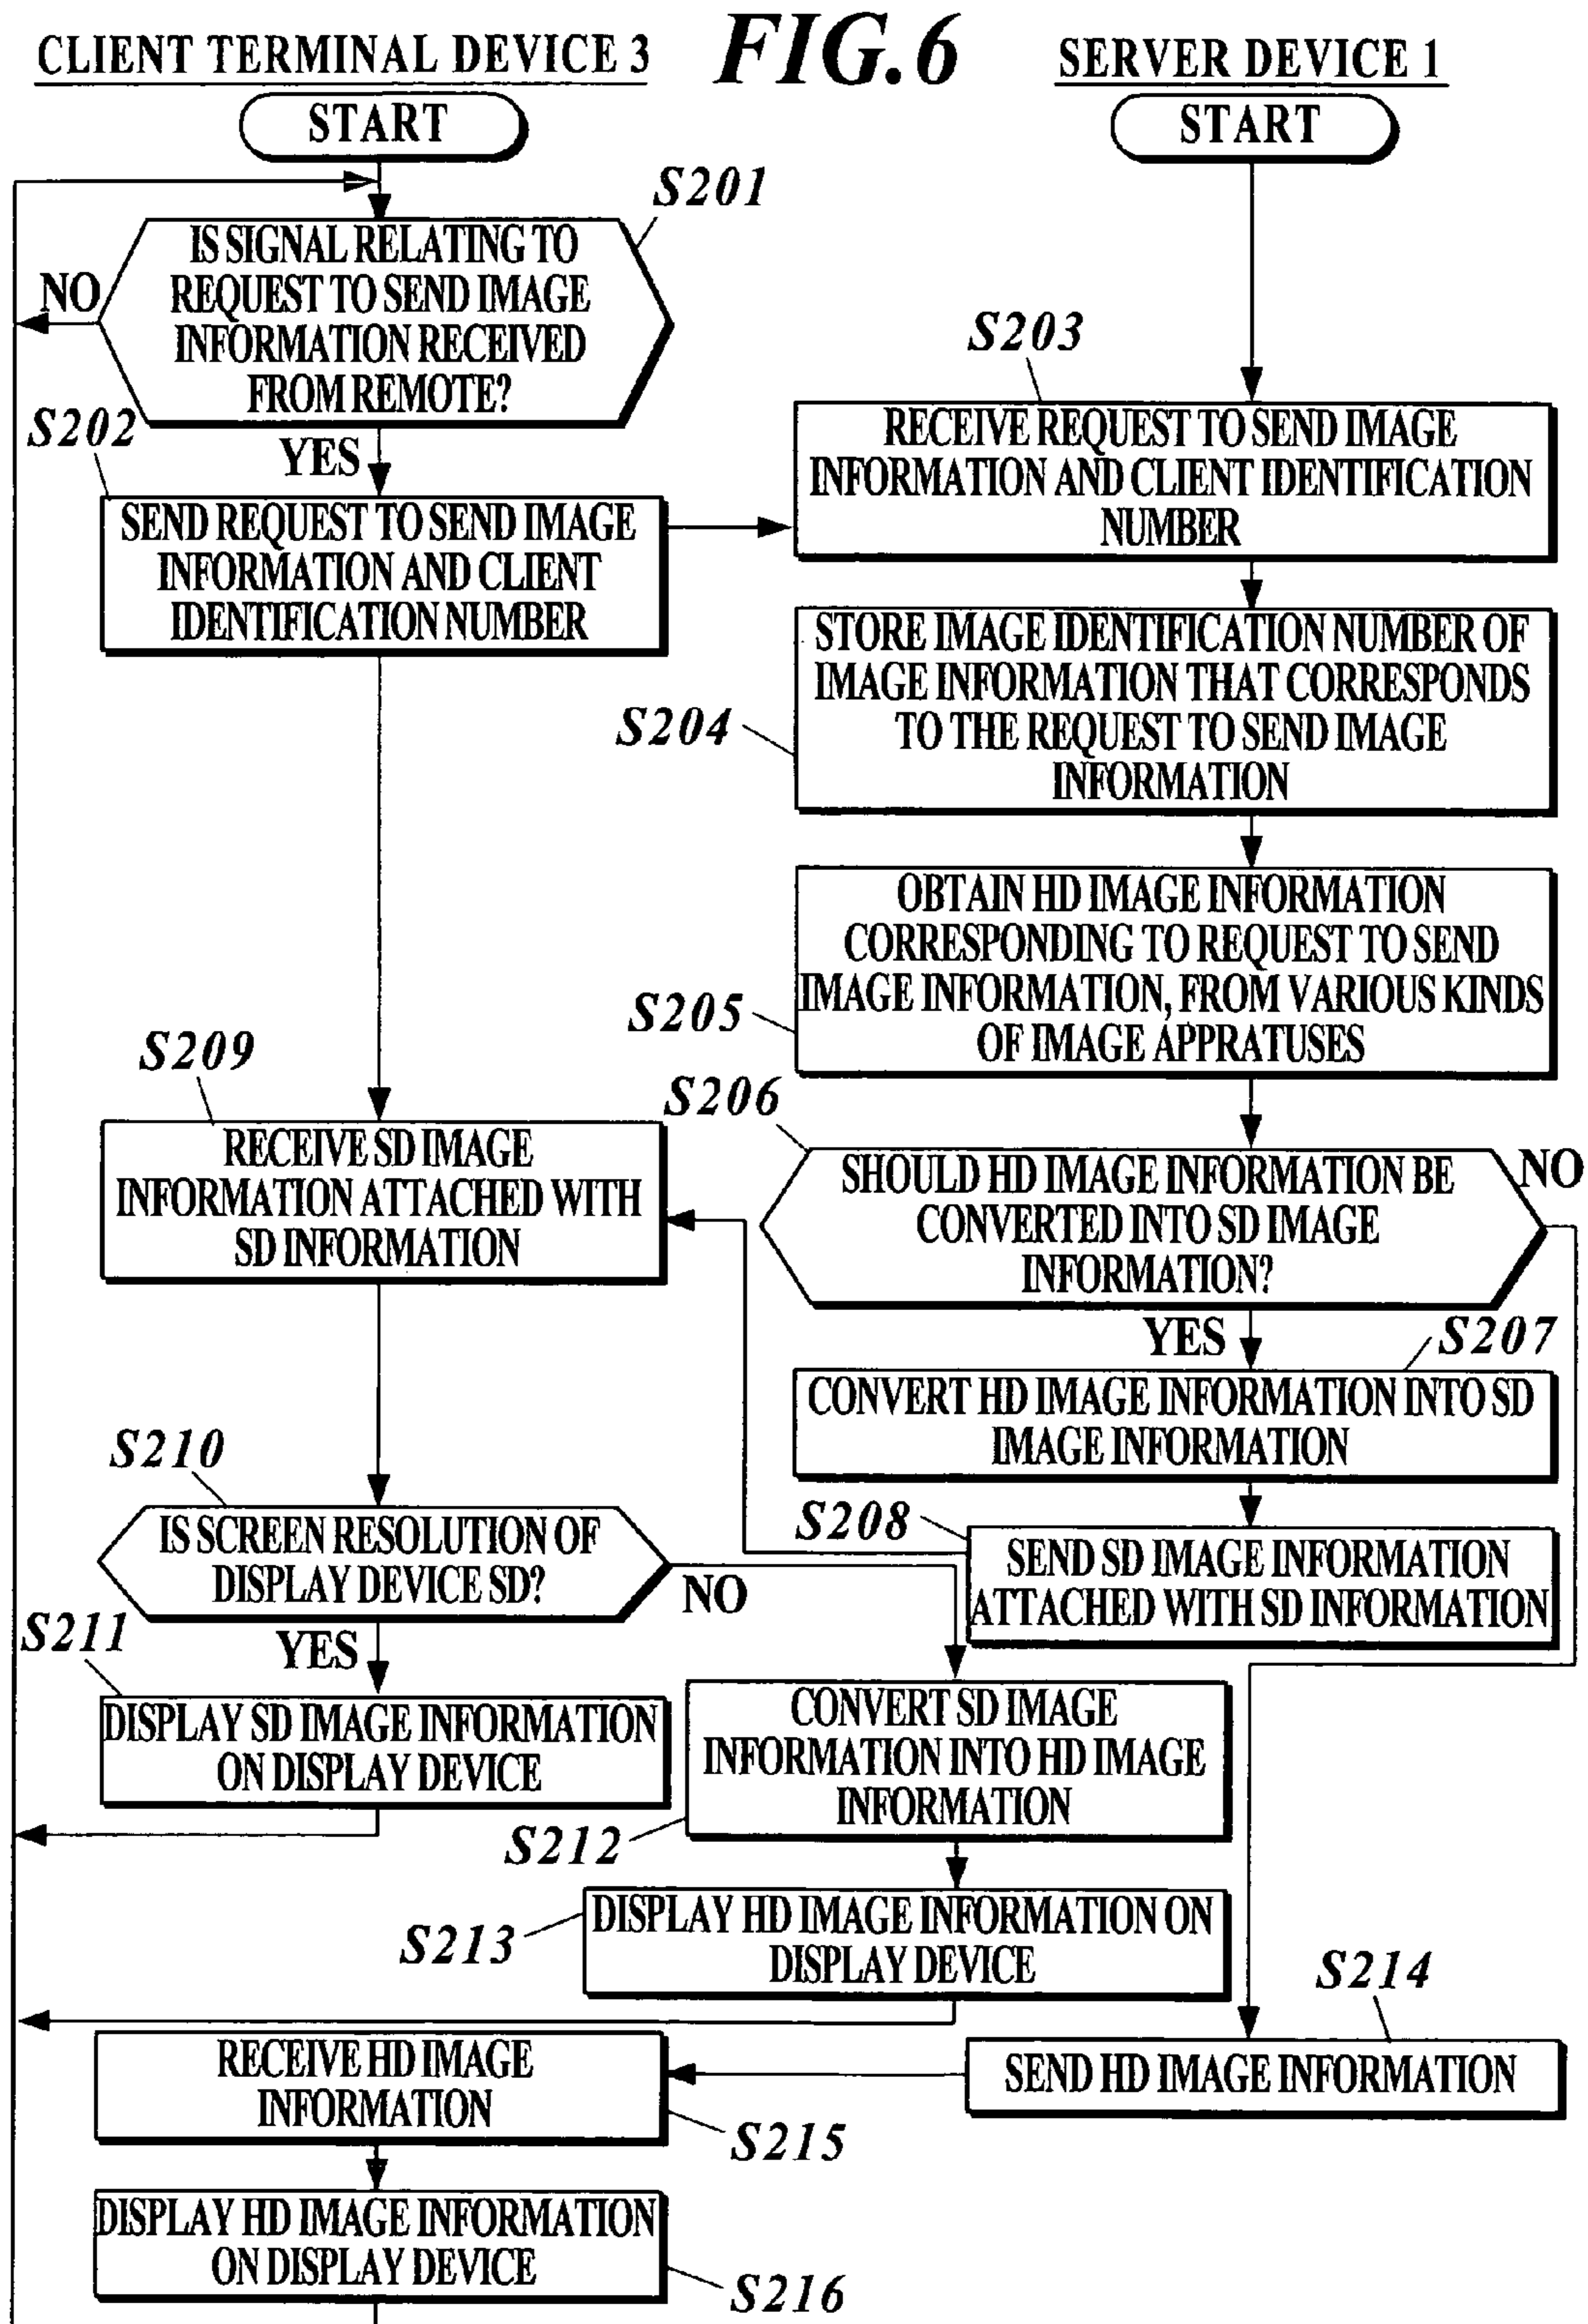 FIG.6
CLIENT TERMINAL DEVICE 3
SERVER DEVICE 1
START
START
S201
IS SIGNAL RELATING TO
REQUEST TO SEND IMAGE
INFORMATION RECEIVED
FROM REMOTE?
NO
YES
S202
SEND REQUEST TO SEND IMAGE
INFORMATION AND CLIENT
IDENTIFICATION NUMBER
S203
RECEIVE REQUEST TO SEND IMAGE
INFORMATION AND CLIENT IDENTIFICATION
NUMBER
S204
STORE IMAGE IDENTIFICATION NUMBER OF
IMAGE INFORMATION THAT CORRESPONDS
TO THE REQUEST TO SEND IMAGE
INFORMATION
S205
OBTAIN HD IMAGE INFORMATION
CORRESPONDING TO REQUEST TO SEND
IMAGE INFORMATION, FROM VARIOUS KINDS
OF IMAGE APPRATUSES
S206
SHOULD HD IMAGE INFORMATION BE
CONVERTED INTO SD IMAGE
INFORMATION?
NO
YES
S207
CONVERT HD IMAGE INFORMATION INTO SD
IMAGE INFORMATION
S208
SEND SD IMAGE INFORMATION
ATTACHED WITH SD INFORMATION
S209
RECEIVE SD IMAGE
INFORMATION ATTACHED WITH
SD INFORMATION
S210
IS SCREEN RESOLUTION OF
DISPLAY DEVICE SD?
NO
YES
S211
DISPLAY SD IMAGE INFORMATION
ON DISPLAY DEVICE
S212
CONVERT SD IMAGE
INFORMATION INTO HD IMAGE
INFORMATION
S213
DISPLAY HD IMAGE INFORMATION ON
DISPLAY DEVICE
S214
SEND HD IMAGE INFORMATION
RECEIVE HD IMAGE
INFORMATION
S215
DISPLAY HD IMAGE INFORMATION
ON DISPLAY DEVICE
S216